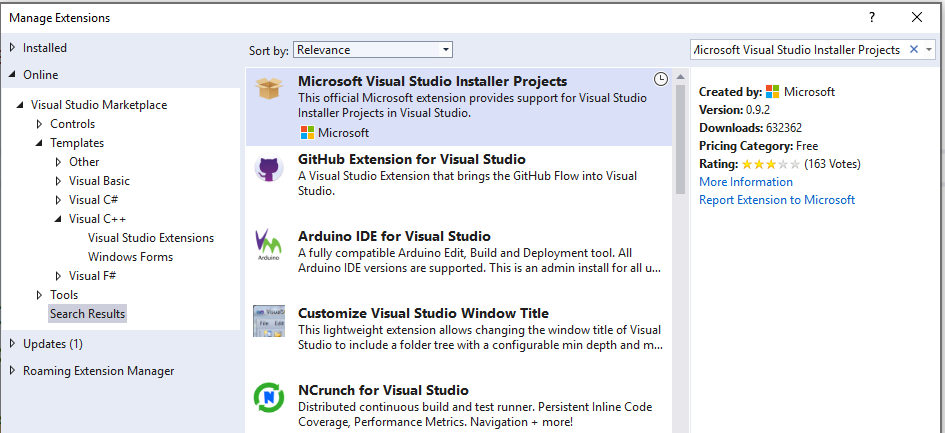 Manage Extensions
Installed
Online
Visual Studio Marketplace
Controls
Templates
Other
Visual Basic
Visual C#
Visual C++
Visual Studio Extensions
Windows Forms
Visual F#
Tools
Search Results
Updates (1)
Roaming Extension Manager
Sort by: Relevance
Microsoft Visual Studio Installer Projects
This official Microsoft extension provides support for Visual Studio
Installer Projects in Visual Studio.
Microsoft
GitHub Extension for Visual Studio
A Visual Studio Extension that brings the GitHub Flow into Visual
Studio.
Arduino
Arduino IDE for Visual Studio
A fully compatible Arduino Edit, Build and Deployment tool. All
Arduino IDE versions are supported. This is an admin install for all u...
Customize Visual Studio Window Title
This lightweight extension allows changing the window title of Visual
Studio to include a folder tree with a configurable min depth and m...
NCrunch for Visual Studio
Distributed continuous build and test runner. Persistent Inline Code
Coverage, Performance Metrics. Navigation + more!
Microsoft Visual Studio Installer Projects
Created by: Microsoft
Version: 0.9.2
Downloads: 632362
Pricing Category: Free
Rating: (163 Votes)
More Information
Report Extension to Microsoft